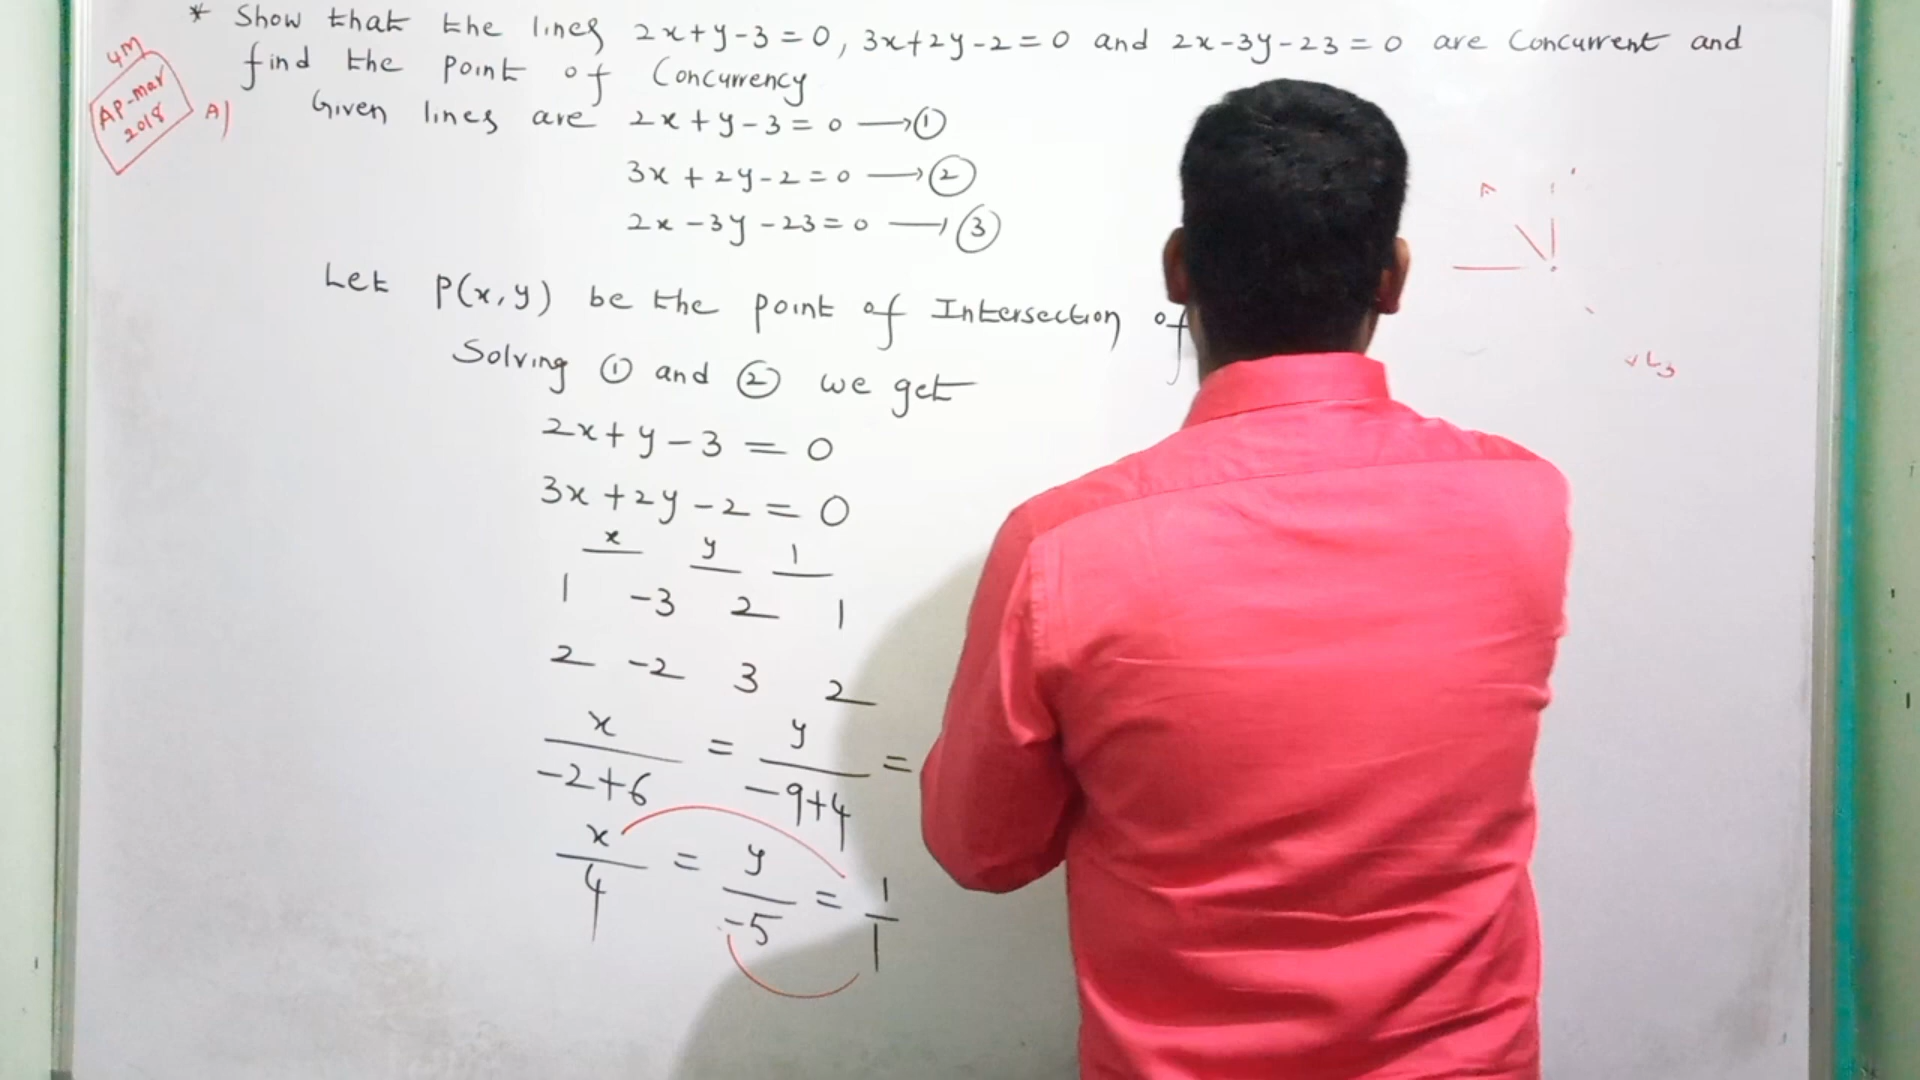 * Show that the lines 2x+y-3=0, 3x+2y-2=0 and 2x-3y-23=0 are Concurrent and
find the point of Concurrency
4M
AP-Mar
2018
A) Given lines are 2x+y-3=0 → ①
3x+2y-2=0 → ②
2x-3y-23=0 → ③
Let P(x,y) be the point of Intersection of
Solving ① and ② we get
2x+y-3 = 0
3x+2y-2 = 0
x y 1
1 -3 2 1
2 -2 3 2
x/(-2+6) = y/(-9+4) =
x/4 = y/-5 = 1/1
L3